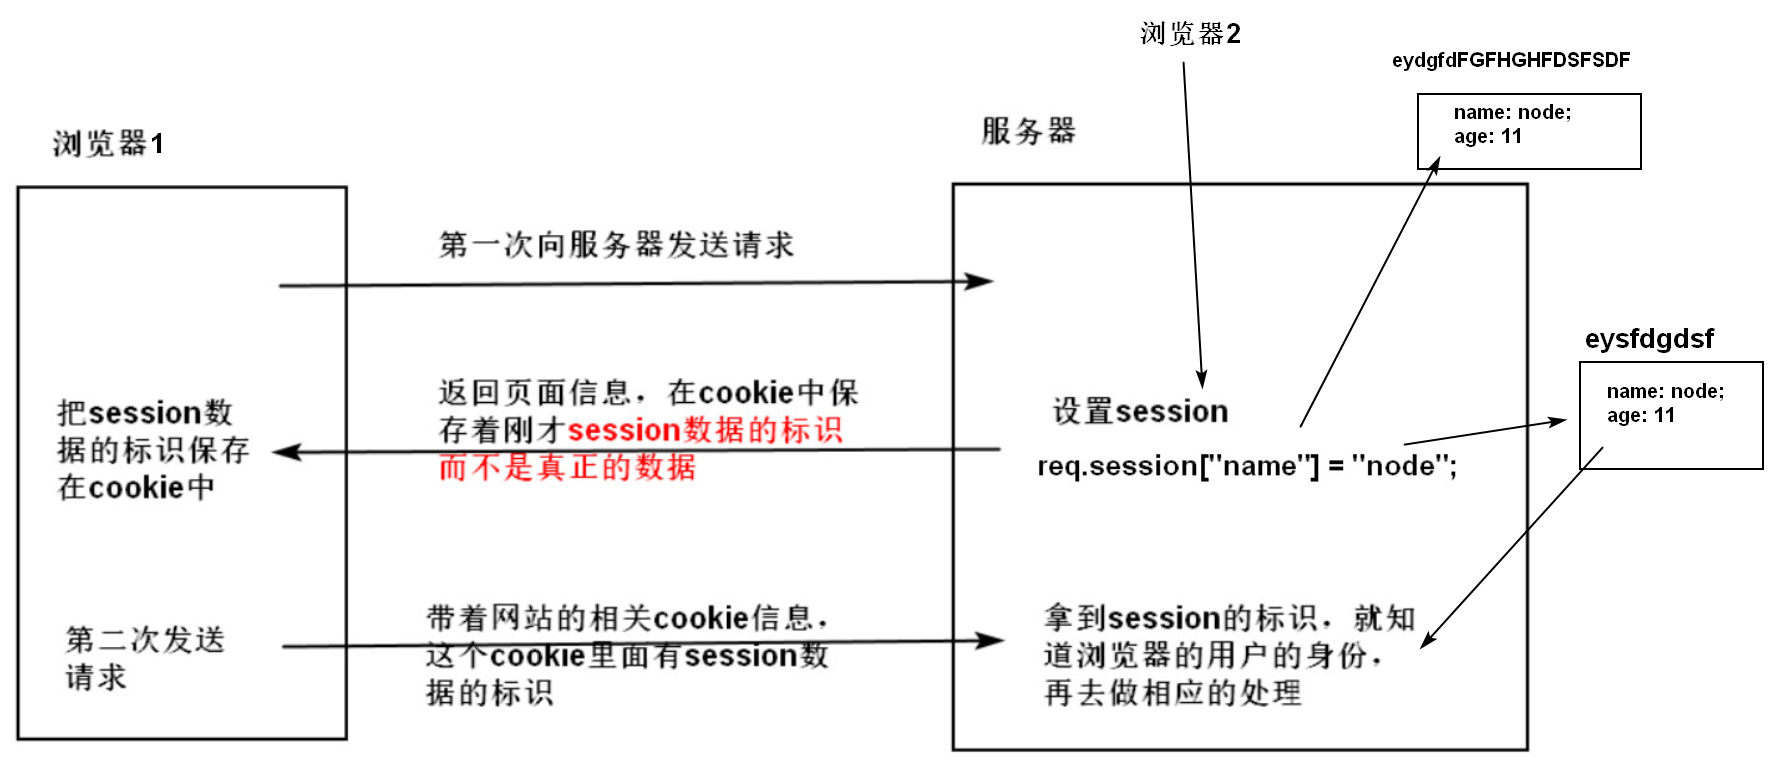 浏览器2
eydgfdFGFHGHFDSFSDF
name: node;
age: 11
浏览器1
服务器
第一次向服务器发送请求
eysfdgdsf
name: node;
age: 11
把session数
据的标识保存
在cookie中
返回页面信息，在cookie中保
存着刚才session数据的标识
而不是真正的数据
设置session
req.session["name"] = "node";
第二次发送
请求
带着网站的相关cookie信息，
这个cookie里面有session数
据的标识
拿到session的标识，就知
道浏览器的用户的身份，
再去做相应的处理